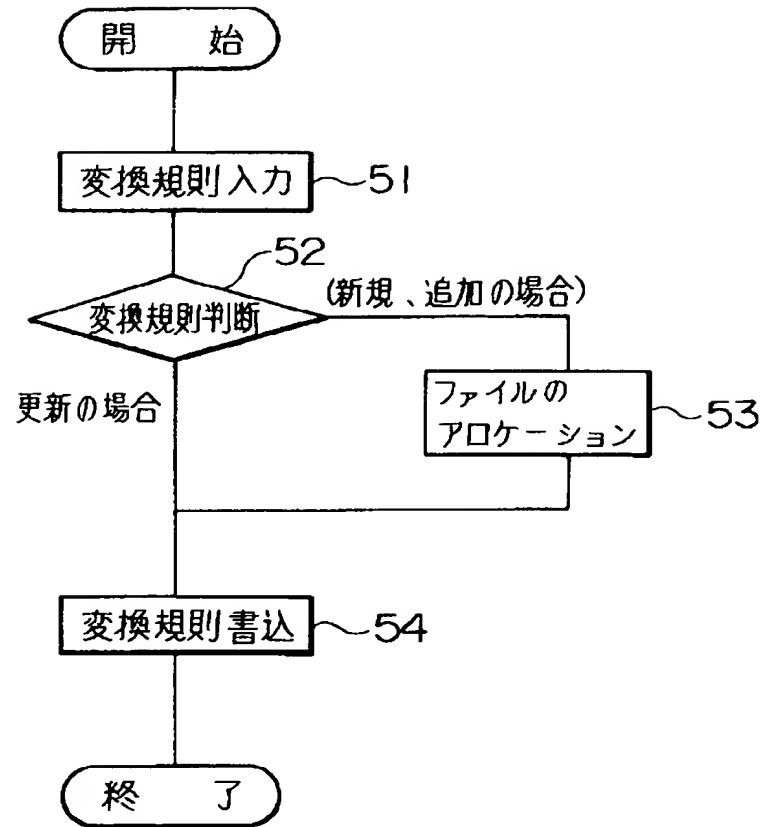 開 始
変換規則入力 51
52
(新規、追加の場合)
変換規則判断
更新の場合
ファイルの
アロケーション 53
変換規則書込 54
終 了